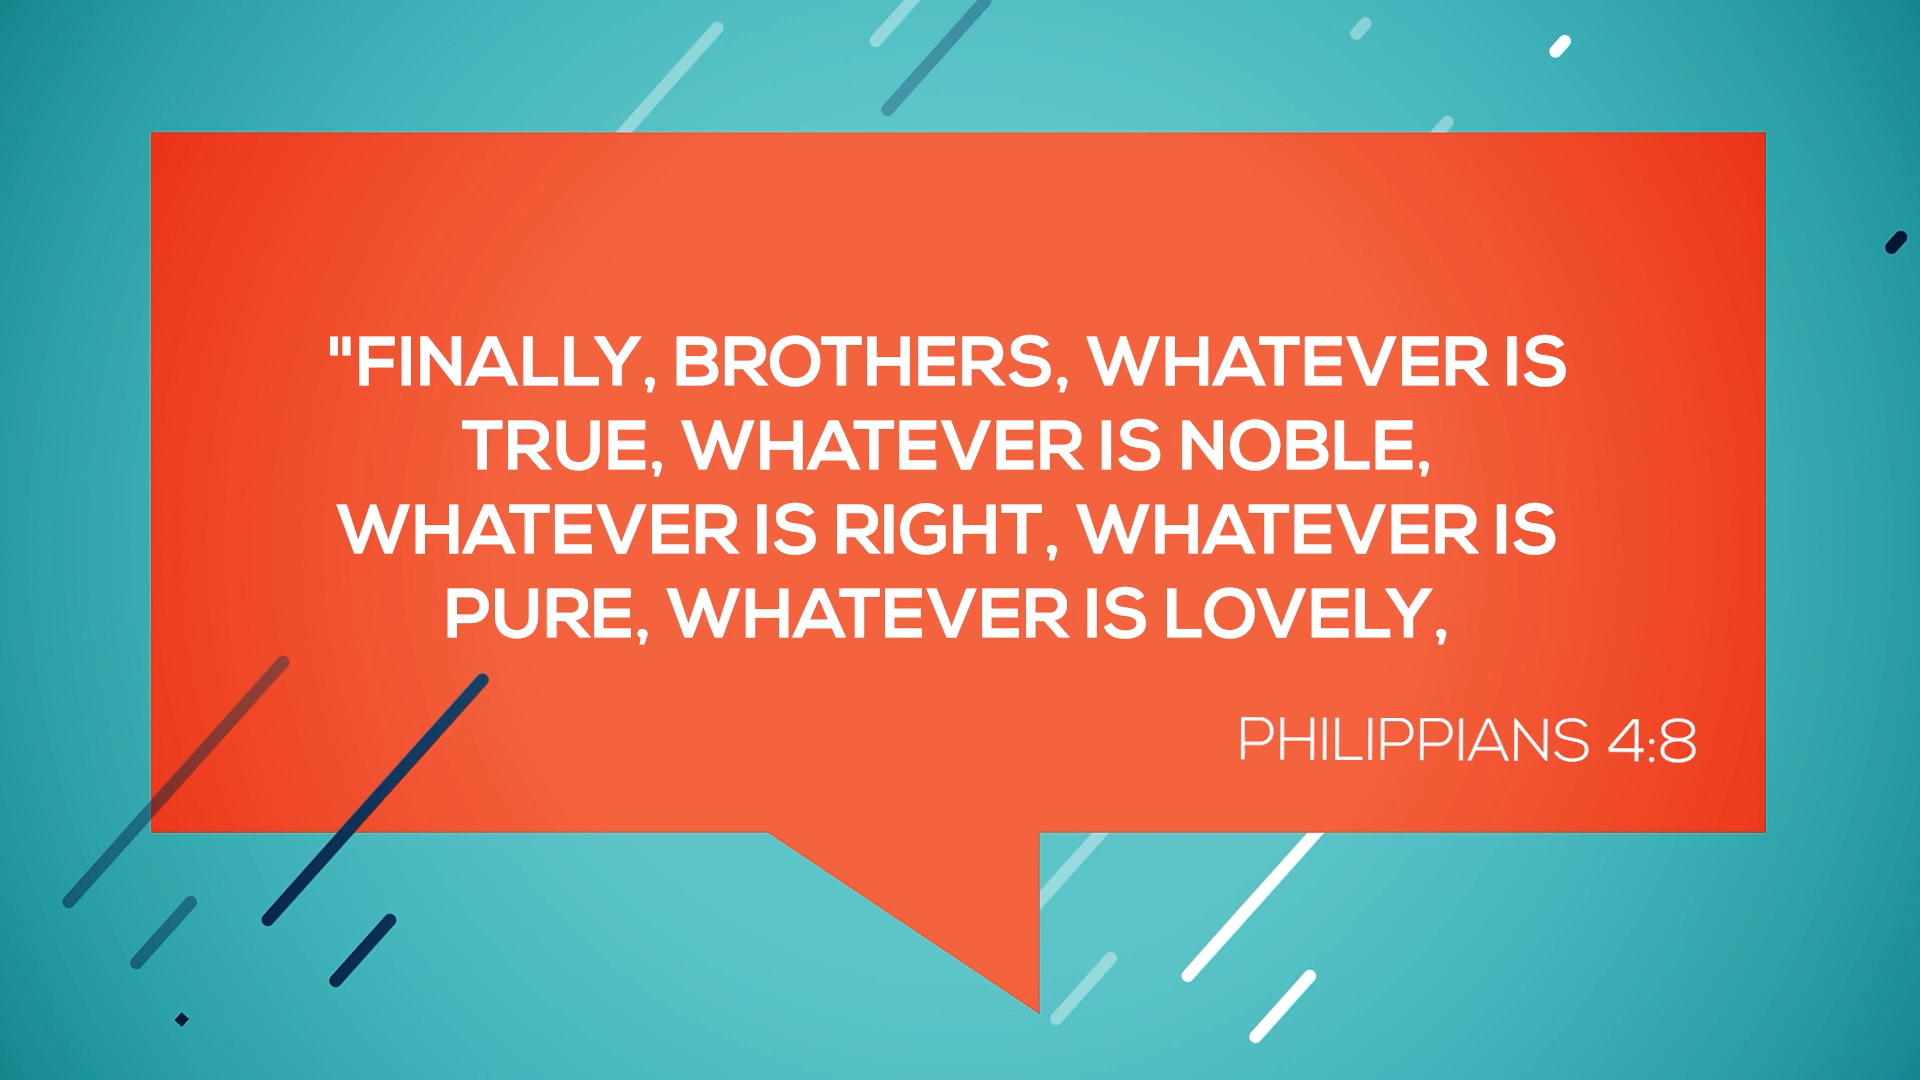 "FINALLY, BROTHERS, WHATEVER IS
TRUE, WHATEVER IS NOBLE,
WHATEVER IS RIGHT, WHATEVER IS
PURE, WHATEVER IS LOVELY,
PHILIPPIANS 4:8